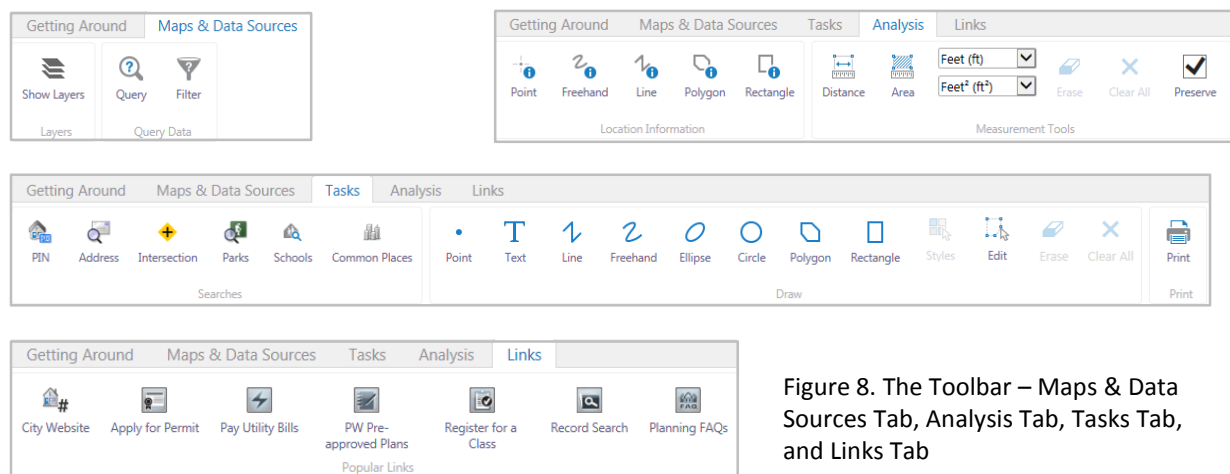 Getting Around Maps & Data Sources
Show Layers Query Filter
Layers Query Data
Getting Around Maps & Data Sources Tasks Analysis Links
Feet (ft)
Feet² (ft²)
Point Freehand Line Polygon Rectangle Distance Area Erase Clear All Preserve
Location Information Measurement Tools
Getting Around Maps & Data Sources Tasks Analysis Links
PIN Address Intersection Parks Schools Common Places Point Text Line Freehand Ellipse Circle Polygon Rectangle Styles Edit Erase Clear All Print
Searches Draw Print
Getting Around Maps & Data Sources Tasks Analysis Links
City Website Apply for Permit Pay Utility Bills PW Pre- Register for a Record Search Planning FAQs
approved Plans Class
Popular Links
Figure 8. The Toolbar – Maps & Data
Sources Tab, Analysis Tab, Tasks Tab,
and Links Tab